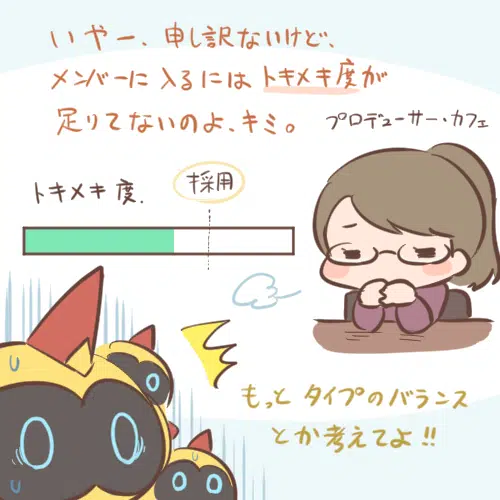 いやー、申し訳ないけど、
メンバーに入るにはトキメキ度が
足りてないのよ、キミ。
プロデューサー・カフェ
トキメキ度.
採用
もっとタイプのバランス
とか考えてよ!!